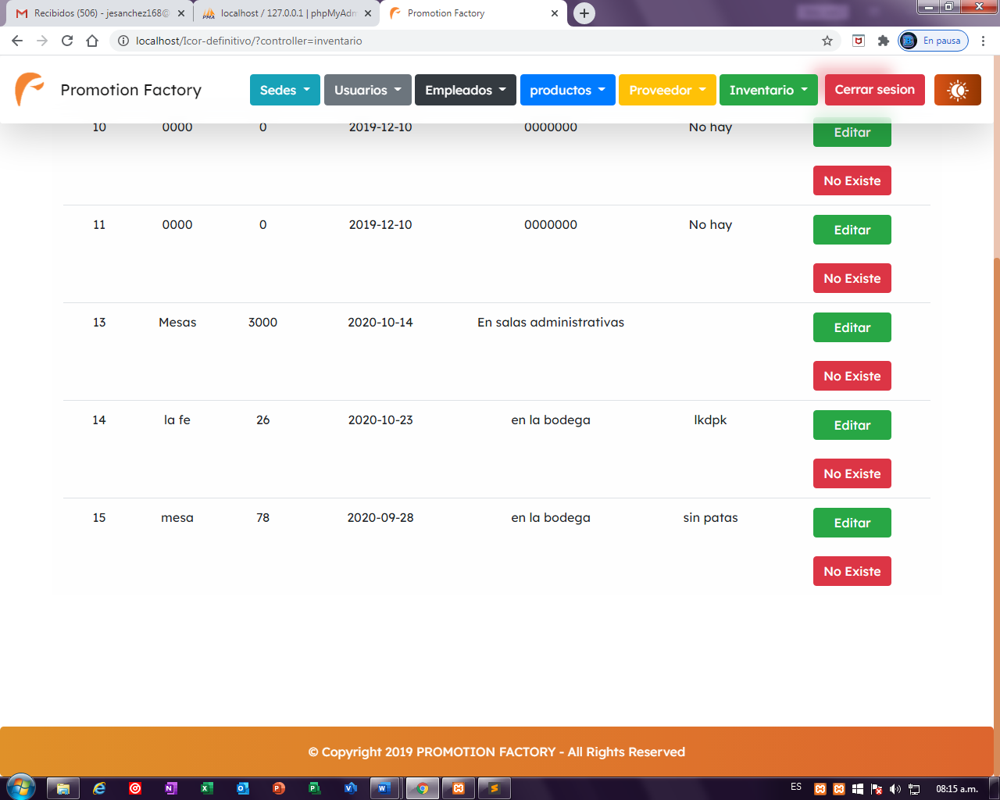 Recibidos (506) - jesanchez168@
localhost / 127.0.0.1 | phpMyAdm
Promotion Factory
localhost/Icor-definitivo/?controller=inventario
En pausa
Promotion Factory
Sedes
Usuarios
Empleados
productos
Proveedor
Inventario
Cerrar sesion
10 0000 0 2019-12-10 0000000 No hay Editar
No Existe
11 0000 0 2019-12-10 0000000 No hay Editar
No Existe
13 Mesas 3000 2020-10-14 En salas administrativas Editar
No Existe
14 la fe 26 2020-10-23 en la bodega lkdpk Editar
No Existe
15 mesa 78 2020-09-28 en la bodega sin patas Editar
No Existe
© Copyright 2019 PROMOTION FACTORY - All Rights Reserved
ES
08:15 a.m.